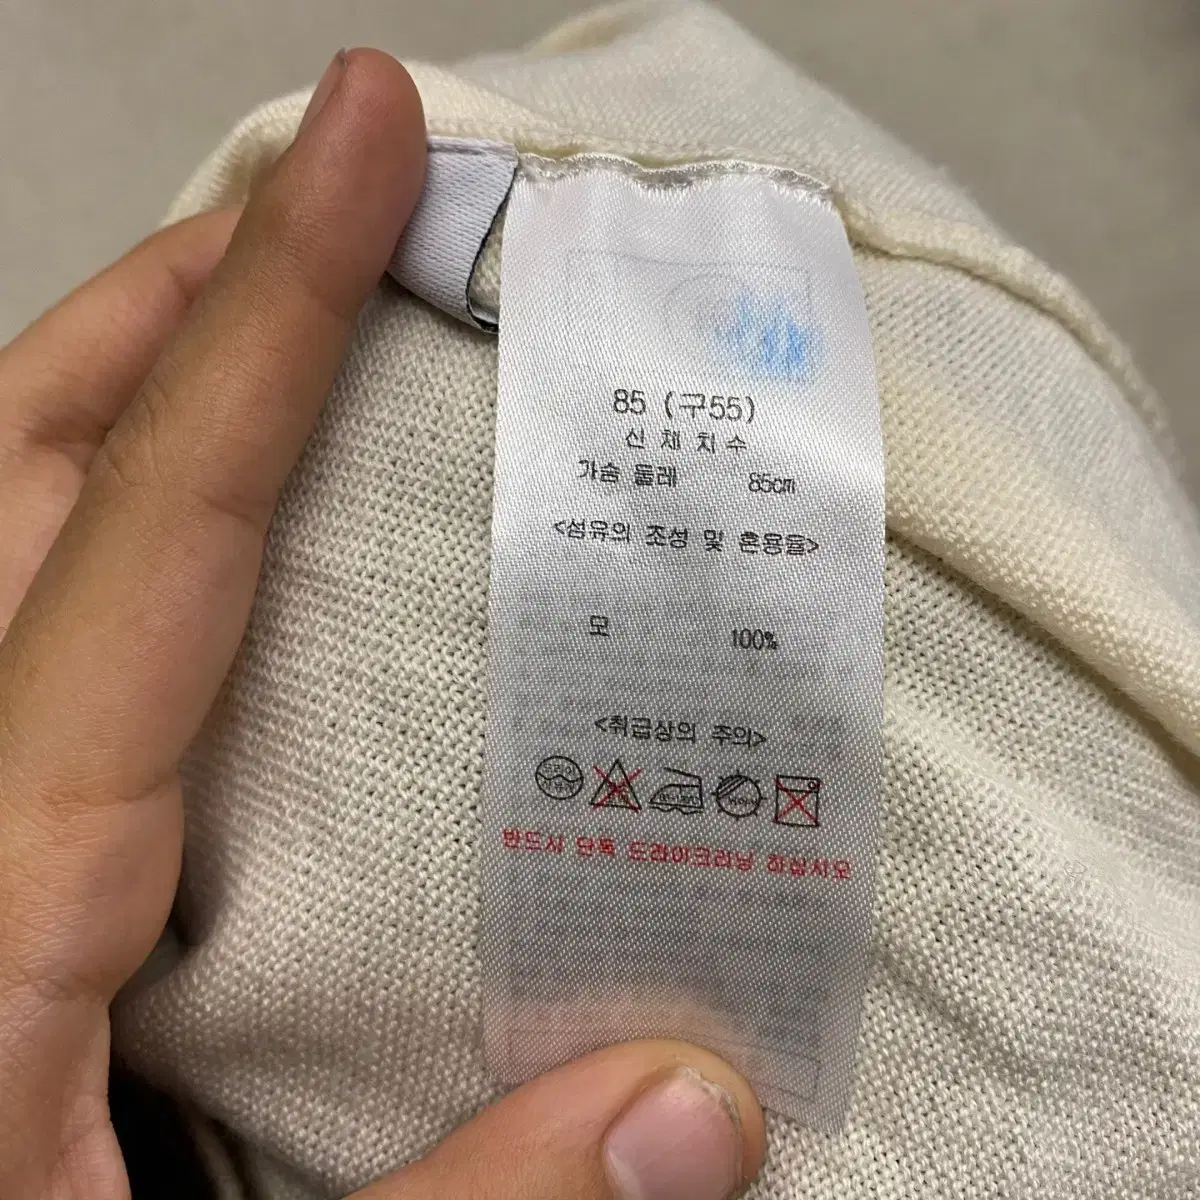 85 (구55)
신체치수
가슴 둘레 85cm
<섬유의 조성 및 혼용율>
모 100%
<취급상의 주의>
반드시 단독 드라이크리닝 하십시오